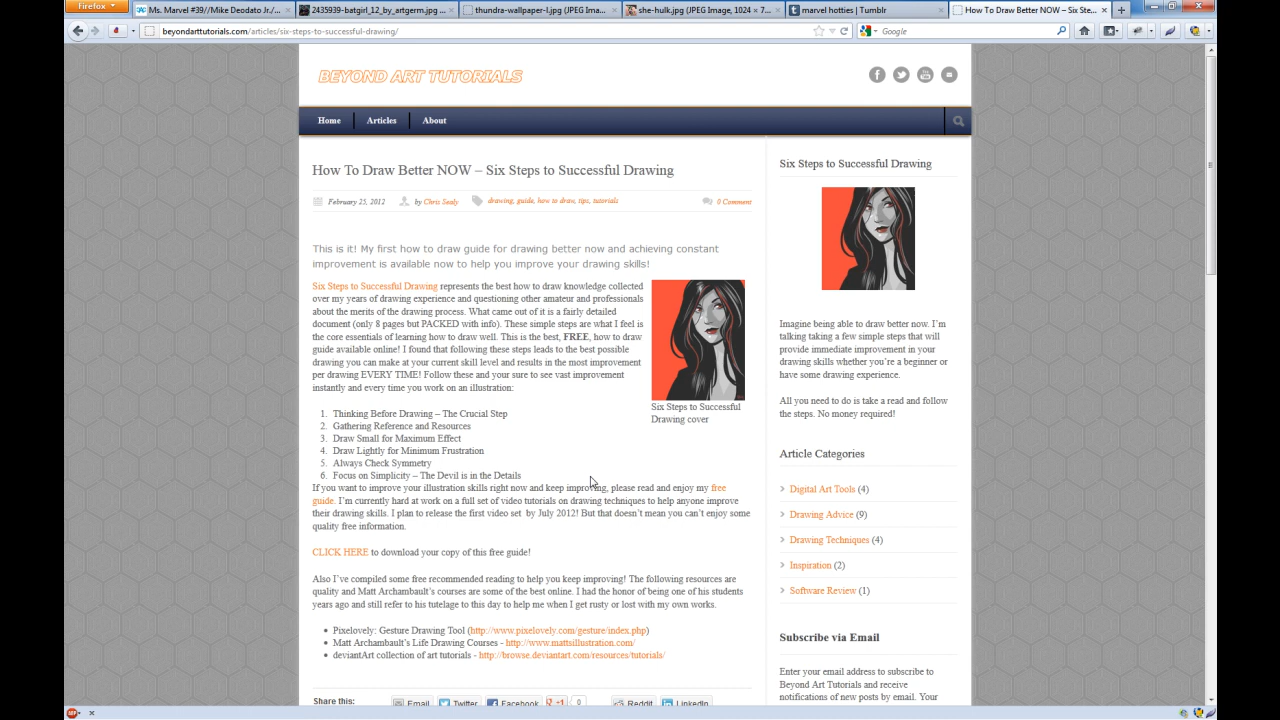 Firefox
Ms. Marvel #39//Mike Deodato Jr./...
2435939-batgirl_12_by_artgerm.jpg ...
thundra-wallpaper-l.jpg (JPEG Imag...
she-hulk.jpg (JPEG Image, 1024 × 7...
marvel hotties | Tumblr
How To Draw Better NOW – Six Ste...
beyondarttutorials.com/articles/six-steps-to-successful-drawing/
Google
BEYOND ART TUTORIALS
Home
Articles
About
How To Draw Better NOW – Six Steps to Successful Drawing
February 25, 2012
by Chris Sealy
drawing, guide, how to draw, tips, tutorials
0 Comment
This is it! My first how to draw guide for drawing better now and achieving constant
improvement is available now to help you improve your drawing skills!
Six Steps to Successful Drawing represents the best how to draw knowledge collected
over my years of drawing experience and questioning other amateur and professionals
about the merits of the drawing process. What came out of it is a fairly detailed
document (only 8 pages but PACKED with info). These simple steps are what I feel is
the core essentials of learning how to draw well. This is the best, FREE, how to draw
guide available online! I found that following these steps leads to the best possible
drawing you can make at your current skill level and results in the most improvement
per drawing EVERY TIME! Follow these and your sure to see vast improvement
instantly and every time you work on an illustration:
Six Steps to Successful
Drawing cover
1. Thinking Before Drawing – The Crucial Step
2. Gathering Reference and Resources
3. Draw Small for Maximum Effect
4. Draw Lightly for Minimum Frustration
5. Always Check Symmetry
6. Focus on Simplicity – The Devil is in the Details
If you want to improve your illustration skills right now and keep improving, please read and enjoy my free
guide. I'm currently hard at work on a full set of video tutorials on drawing techniques to help anyone improve
their drawing skills. I plan to release the first video set by July 2012! But that doesn't mean you can't enjoy some
quality free information.
CLICK HERE to download your copy of this free guide!
Also I've compiled some free recommended reading to help you keep improving! The following resources are
quality and Matt Archambault's courses are some of the best online. I had the honor of being one of his students
years ago and still refer to his tutelage to this day to help me when I get rusty or lost with my own works.
Pixelovely: Gesture Drawing Tool (http://www.pixelovely.com/gesture/index.php)
Matt Archambault's Life Drawing Courses - http://www.mattsillustration.com/
deviantArt collection of art tutorials - http://browse.deviantart.com/resources/tutorials/
Share this:
Email
Twitter
Facebook
+1
0
Reddit
LinkedIn
Six Steps to Successful Drawing
Imagine being able to draw better now. I'm
talking taking a few simple steps that will
provide immediate improvement in your
drawing skills whether you're a beginner or
have some drawing experience.
All you need to do is take a read and follow
the steps. No money required!
Article Categories
Digital Art Tools (4)
Drawing Advice (9)
Drawing Techniques (4)
Inspiration (2)
Software Review (1)
Subscribe via Email
Enter your email address to subscribe to
Beyond Art Tutorials and receive
notifications of new posts by email. Your